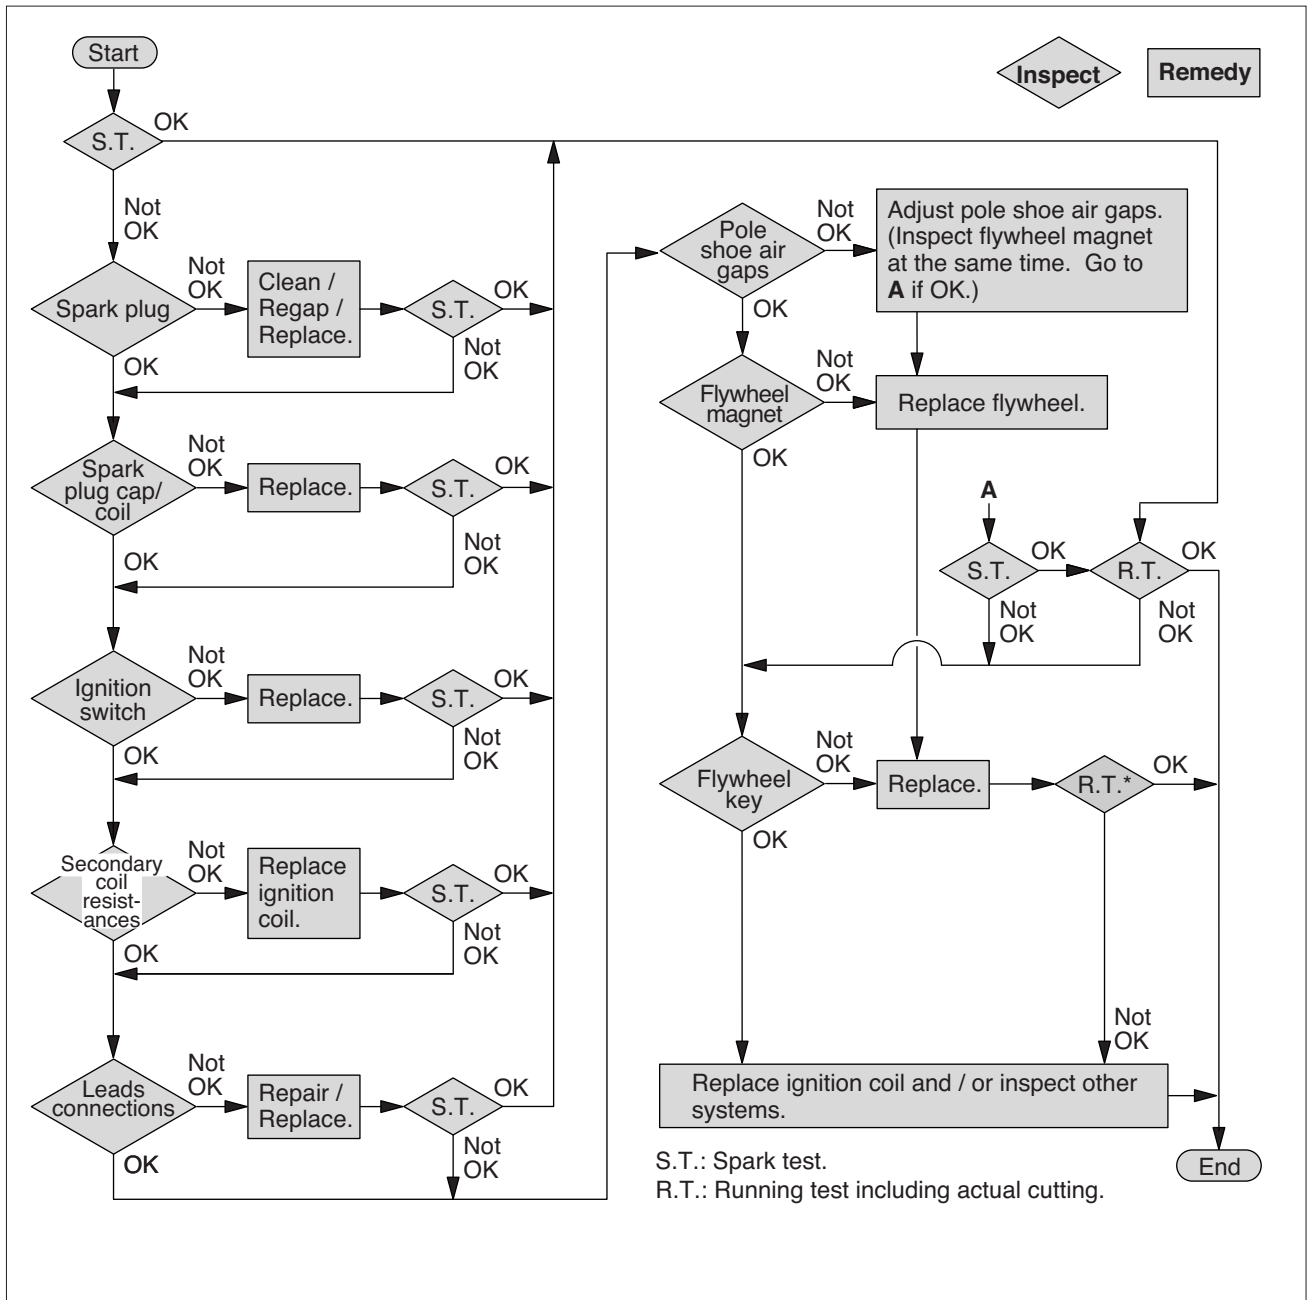 Start
Inspect
Remedy
S.T.
OK
Not
OK
Spark plug
Not
OK
Clean /
Regap /
Replace.
S.T.
OK
Not
OK
OK
Spark
plug cap/
coil
Not
OK
Replace.
S.T.
OK
Not
OK
OK
Ignition
switch
Not
OK
Replace.
S.T.
OK
Not
OK
OK
Secondary
coil
resist-
ances
Not
OK
Replace
ignition
coil.
S.T.
OK
Not
OK
OK
Leads
connections
Not
OK
Repair /
Replace.
S.T.
OK
Not
OK
OK
Pole
shoe air
gaps
Not
OK
Adjust pole shoe air gaps.
(Inspect flywheel magnet
at the same time. Go to
A if OK.)
OK
Flywheel
magnet
Not
OK
Replace flywheel.
OK
A
S.T.
OK
R.T.
OK
Not
OK
Not
OK
Flywheel
key
Not
OK
Replace.
R.T.*
OK
OK
Not
OK
Replace ignition coil and / or inspect other
systems.
End
S.T.: Spark test.
R.T.: Running test including actual cutting.